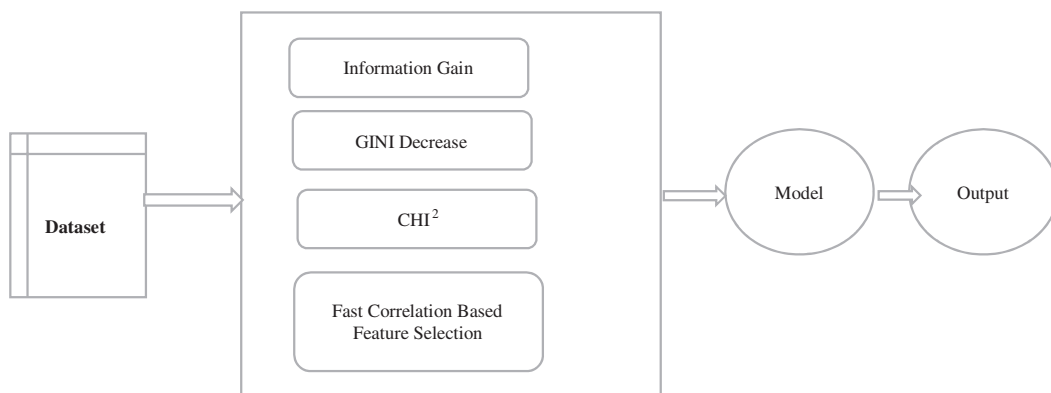 Information Gain
GINI Decrease
Dataset
CHI²
Fast Correlation Based
Feature Selection
Model
Output